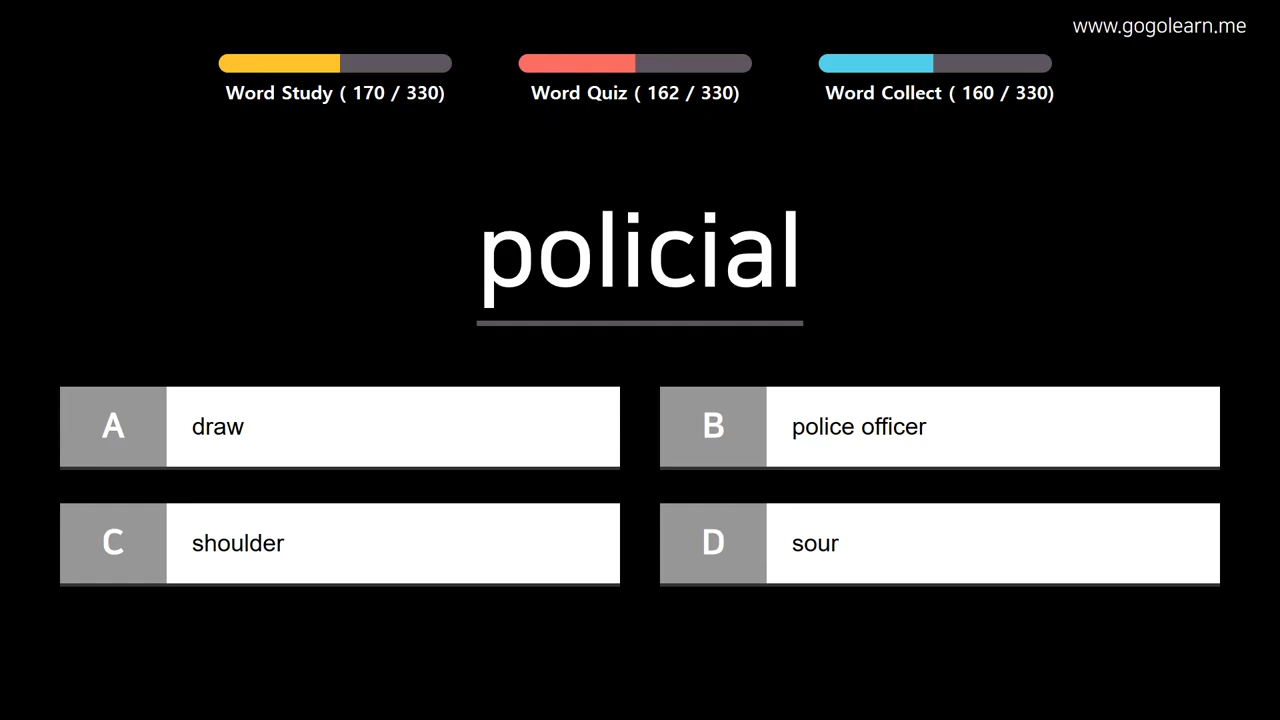 www.gogolearn.me
Word Study ( 170 / 330)
Word Quiz ( 162 / 330)
Word Collect ( 160 / 330)
policial
A draw
B police officer
C shoulder
D sour